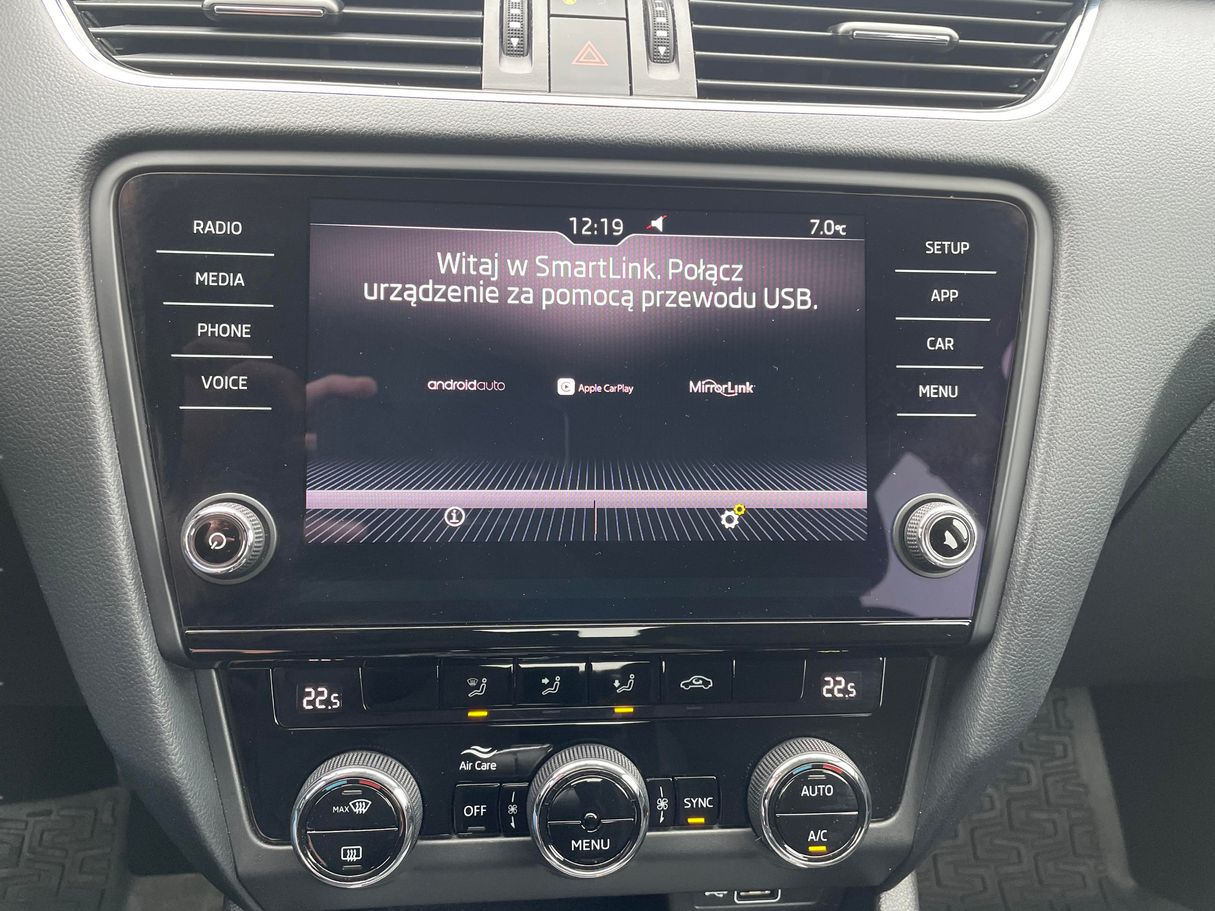 12:19
7.0°C
RADIO
MEDIA
PHONE
VOICE
Witaj w SmartLink. Połącz
urządzenie za pomocą przewodu USB.
androidauto
Apple CarPlay
MirrorLink
SETUP
APP
CAR
MENU
22.5
22.5
Air Care
MAX
OFF
MENU
SYNC
AUTO
A/C